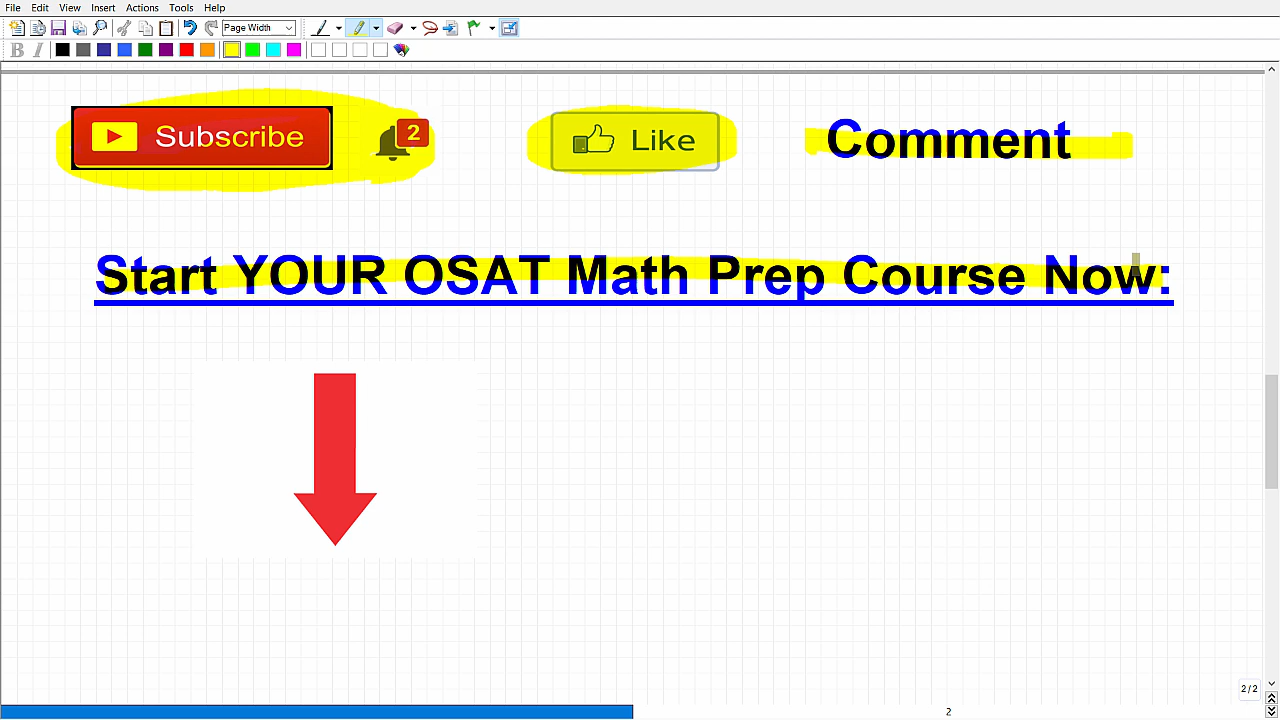 File Edit View Insert Actions Tools Help
Page Width
B I
Subscribe 2 Like Comment
Start YOUR OSAT Math Prep Course Now:
2/2
2